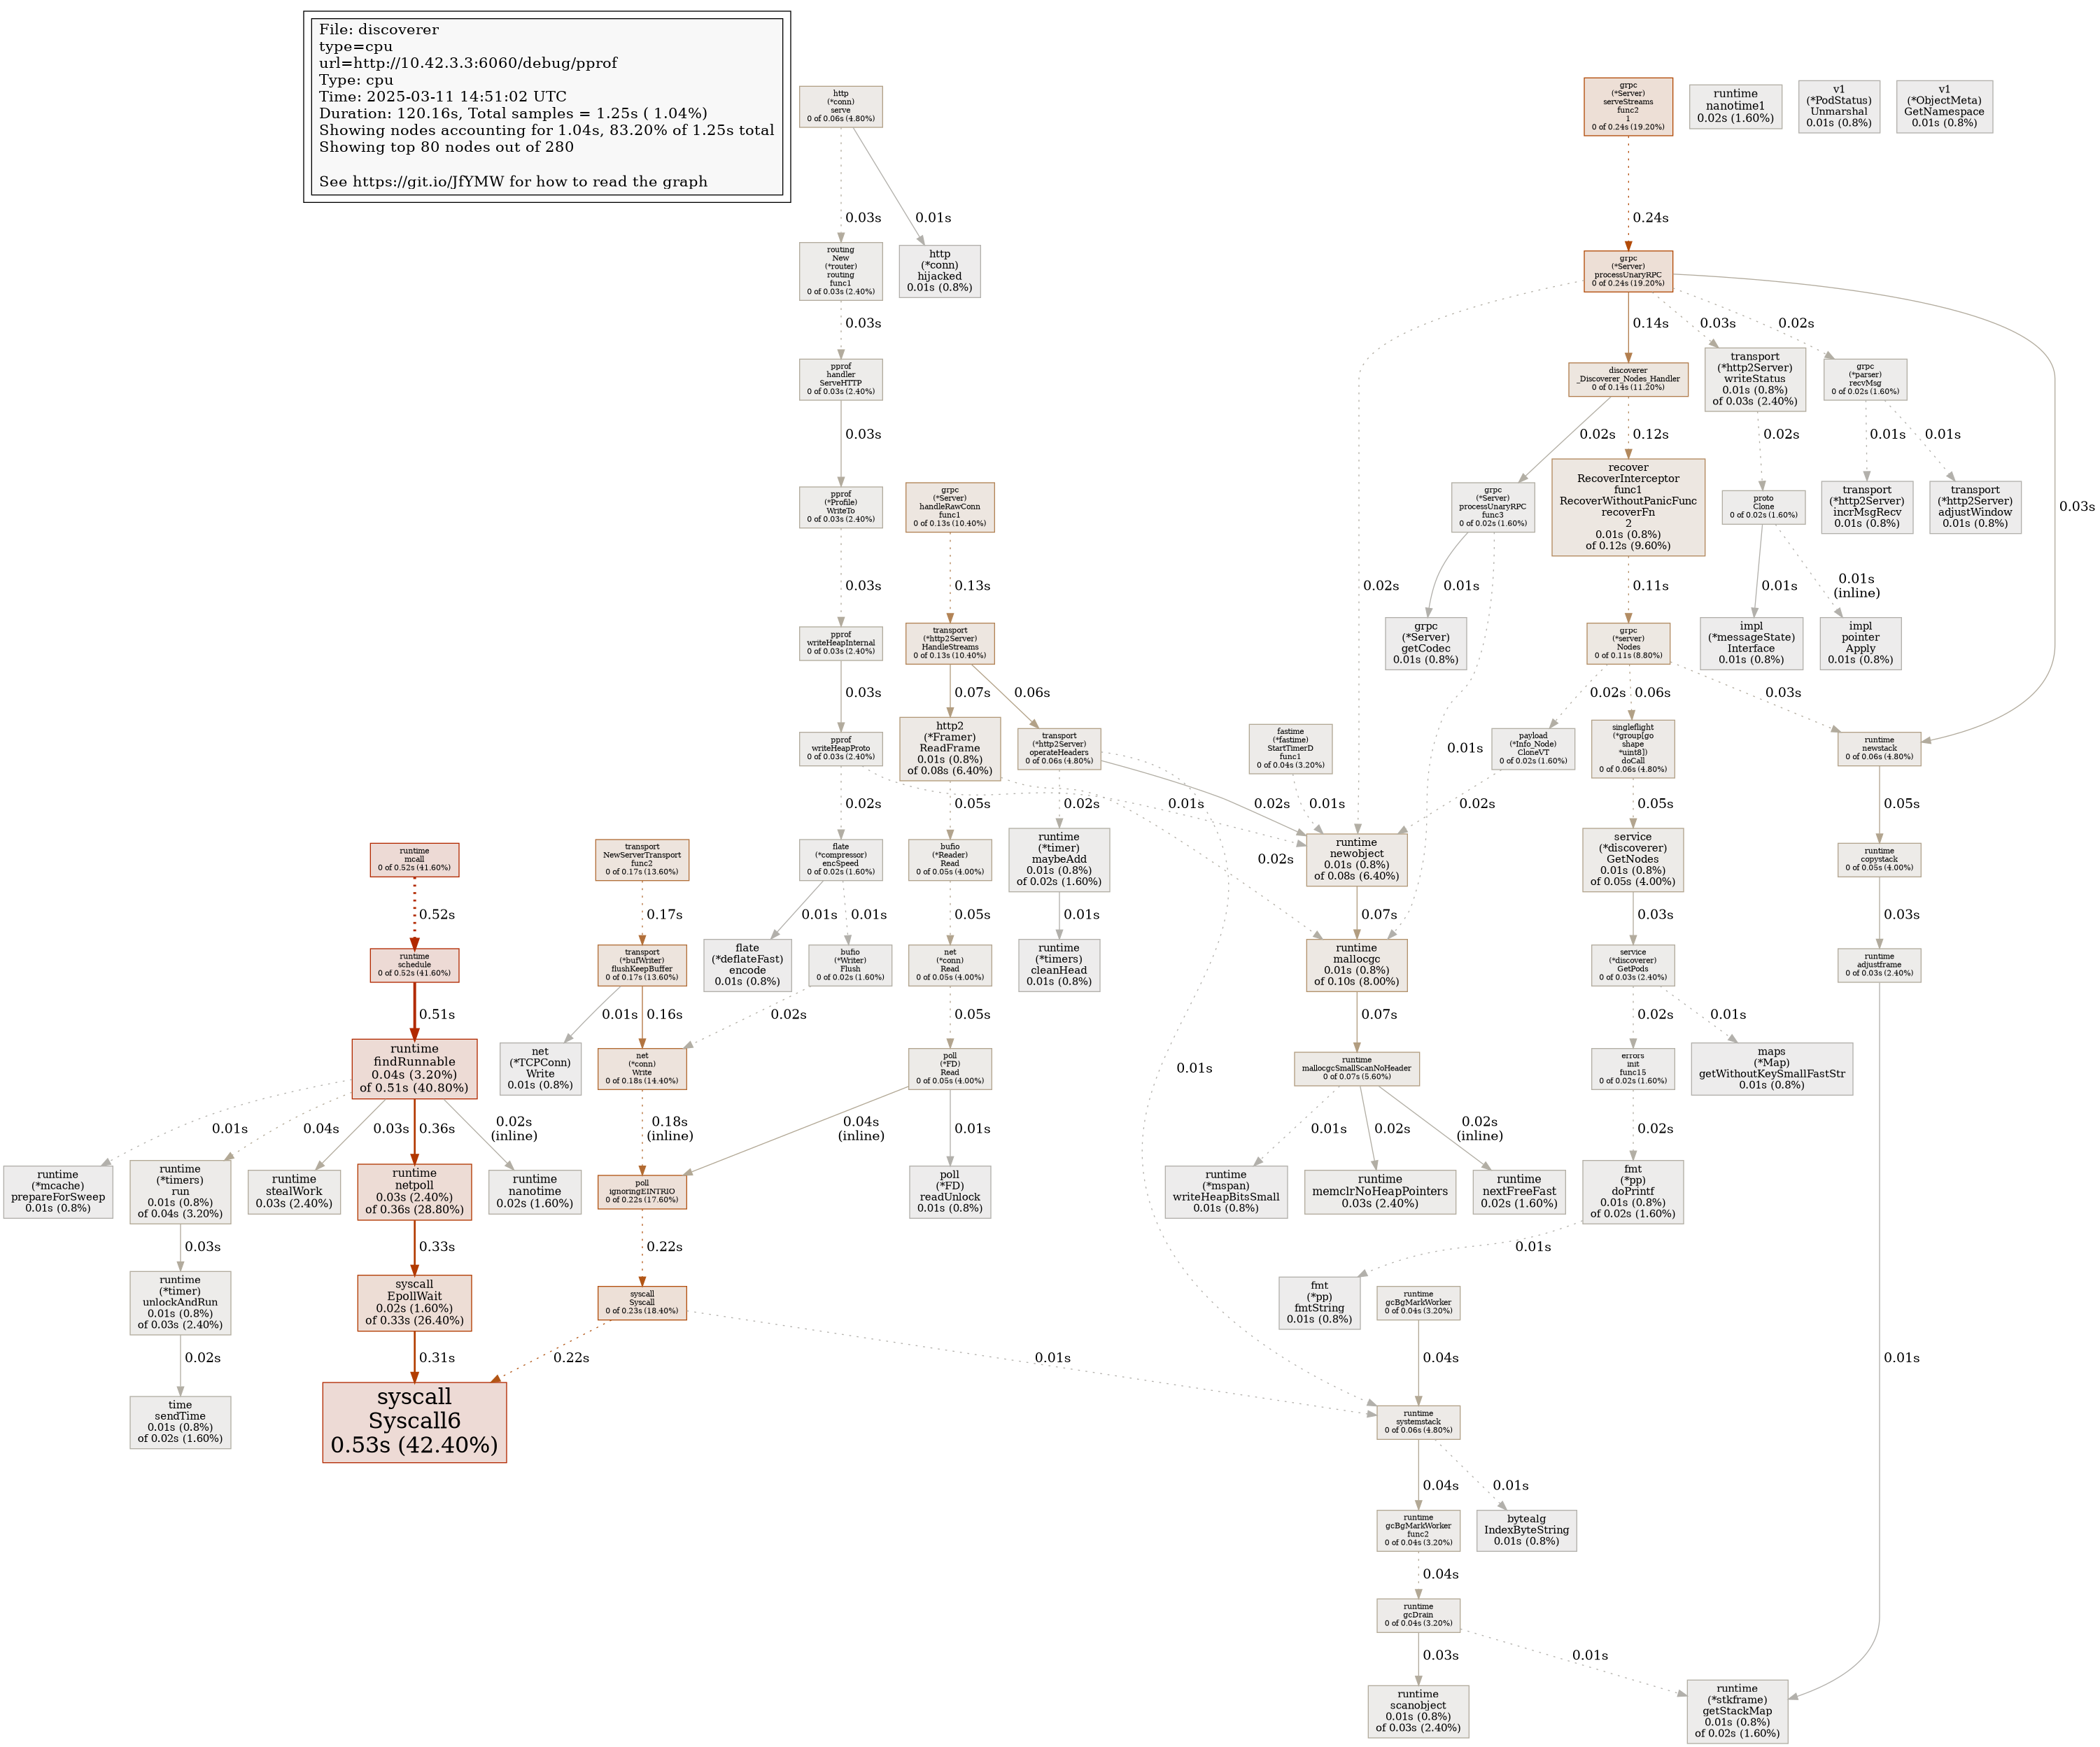 File: discoverer
type=cpu
url=http://10.42.3.3:6060/debug/pprof
Type: cpu
Time: 2025-03-11 14:51:02 UTC
Duration: 120.16s, Total samples = 1.25s ( 1.04%)
Showing nodes accounting for 1.04s, 83.20% of 1.25s total
Showing top 80 nodes out of 280
See https://git.io/JfYMW for how to read the graph
http
(*conn)
serve
0 of 0.06s (4.80%)
grpc
(*Server)
serveStreams
func2
1
0 of 0.24s (19.20%)
runtime
nanotime1
0.02s (1.60%)
v1
(*PodStatus)
Unmarshal
0.01s (0.8%)
v1
(*ObjectMeta)
GetNamespace
0.01s (0.8%)
0.03s
0.01s
0.24s
routing
New
(*router)
routing
func1
0 of 0.03s (2.40%)
http
(*conn)
hijacked
0.01s (0.8%)
grpc
(*Server)
processUnaryRPC
0 of 0.24s (19.20%)
0.03s
0.14s
0.03s
0.02s
pprof
handler
ServeHTTP
0 of 0.03s (2.40%)
discoverer
_Discoverer_Nodes_Handler
0 of 0.14s (11.20%)
transport
(*http2Server)
writeStatus
0.01s (0.8%)
of 0.03s (2.40%)
grpc
(*parser)
recvMsg
0 of 0.02s (1.60%)
0.03s
0.02s
0.12s
0.02s
0.01s
0.01s
pprof
(*Profile)
WriteTo
0 of 0.03s (2.40%)
grpc
(*Server)
handleRawConn
func1
0 of 0.13s (10.40%)
grpc
(*Server)
processUnaryRPC
func3
0 of 0.02s (1.60%)
recover
RecoverInterceptor
func1
RecoverWithoutPanicFunc
recoverFn
2
0.01s (0.8%)
of 0.12s (9.60%)
proto
Clone
0 of 0.02s (1.60%)
transport
(*http2Server)
incrMsgRecv
0.01s (0.8%)
transport
(*http2Server)
adjustWindow
0.01s (0.8%)
0.03s
0.03s
0.13s
0.02s
0.01s
0.11s
0.01s
0.01s
(inline)
pprof
writeHeapInternal
0 of 0.03s (2.40%)
transport
(*http2Server)
HandleStreams
0 of 0.13s (10.40%)
grpc
(*Server)
getCodec
0.01s (0.8%)
grpc
(*server)
Nodes
0 of 0.11s (8.80%)
impl
(*messageState)
Interface
0.01s (0.8%)
impl
pointer
Apply
0.01s (0.8%)
0.03s
0.07s
0.06s
0.02s
0.06s
0.03s
pprof
writeHeapProto
0 of 0.03s (2.40%)
http2
(*Framer)
ReadFrame
0.01s (0.8%)
of 0.08s (6.40%)
transport
(*http2Server)
operateHeaders
0 of 0.06s (4.80%)
fastime
(*fastime)
StartTimerD
func1
0 of 0.04s (3.20%)
0.01s
payload
(*Info_Node)
CloneVT
0 of 0.02s (1.60%)
singleflight
(*group[go
shape
*uint8])
doCall
0 of 0.06s (4.80%)
runtime
newstack
0 of 0.06s (4.80%)
0.02s
0.05s
0.02s
0.01s
0.02s
0.01s
0.02s
0.05s
0.05s
runtime
mcall
0 of 0.52s (41.60%)
transport
NewServerTransport
func2
0 of 0.17s (13.60%)
flate
(*compressor)
encSpeed
0 of 0.02s (1.60%)
bufio
(*Reader)
Read
0 of 0.05s (4.00%)
runtime
(*timer)
maybeAdd
0.01s (0.8%)
of 0.02s (1.60%)
0.02s
runtime
newobject
0.01s (0.8%)
of 0.08s (6.40%)
service
(*discoverer)
GetNodes
0.01s (0.8%)
of 0.05s (4.00%)
runtime
copystack
0 of 0.05s (4.00%)
0.52s
0.17s
0.01s
0.01s
0.05s
0.01s
0.07s
0.03s
0.03s
runtime
schedule
0 of 0.52s (41.60%)
transport
(*bufWriter)
flushKeepBuffer
0 of 0.17s (13.60%)
flate
(*deflateFast)
encode
0.01s (0.8%)
bufio
(*Writer)
Flush
0 of 0.02s (1.60%)
net
(*conn)
Read
0 of 0.05s (4.00%)
runtime
(*timers)
cleanHead
0.01s (0.8%)
runtime
mallocgc
0.01s (0.8%)
of 0.10s (8.00%)
service
(*discoverer)
GetPods
0 of 0.03s (2.40%)
runtime
adjustframe
0 of 0.03s (2.40%)
0.51s
0.01s
0.16s
0.02s
0.05s
0.07s
0.02s
0.01s
runtime
findRunnable
0.04s (3.20%)
of 0.51s (40.80%)
net
(*TCPConn)
Write
0.01s (0.8%)
net
(*conn)
Write
0 of 0.18s (14.40%)
poll
(*FD)
Read
0 of 0.05s (4.00%)
0.01s
runtime
mallocgcSmallScanNoHeader
0 of 0.07s (5.60%)
errors
init
func15
0 of 0.02s (1.60%)
maps
(*Map)
getWithoutKeySmallFastStr
0.01s (0.8%)
0.01s
0.04s
0.03s
0.36s
0.02s
(inline)
0.18s
(inline)
0.04s
(inline)
0.01s
0.01s
0.02s
0.02s
(inline)
0.02s
runtime
(*mcache)
prepareForSweep
0.01s (0.8%)
runtime
(*timers)
run
0.01s (0.8%)
of 0.04s (3.20%)
runtime
stealWork
0.03s (2.40%)
runtime
netpoll
0.03s (2.40%)
of 0.36s (28.80%)
runtime
nanotime
0.02s (1.60%)
poll
ignoringEINTRIO
0 of 0.22s (17.60%)
poll
(*FD)
readUnlock
0.01s (0.8%)
runtime
(*mspan)
writeHeapBitsSmall
0.01s (0.8%)
runtime
memclrNoHeapPointers
0.03s (2.40%)
runtime
nextFreeFast
0.02s (1.60%)
fmt
(*pp)
doPrintf
0.01s (0.8%)
of 0.02s (1.60%)
0.03s
0.33s
0.22s
0.01s
runtime
(*timer)
unlockAndRun
0.01s (0.8%)
of 0.03s (2.40%)
syscall
EpollWait
0.02s (1.60%)
of 0.33s (26.40%)
syscall
Syscall
0 of 0.23s (18.40%)
fmt
(*pp)
fmtString
0.01s (0.8%)
runtime
gcBgMarkWorker
0 of 0.04s (3.20%)
0.02s
0.31s
0.22s
0.01s
0.04s
0.01s
time
sendTime
0.01s (0.8%)
of 0.02s (1.60%)
syscall
Syscall6
0.53s (42.40%)
runtime
systemstack
0 of 0.06s (4.80%)
0.04s
0.01s
runtime
gcBgMarkWorker
func2
0 of 0.04s (3.20%)
bytealg
IndexByteString
0.01s (0.8%)
0.04s
runtime
gcDrain
0 of 0.04s (3.20%)
0.03s
0.01s
runtime
scanobject
0.01s (0.8%)
of 0.03s (2.40%)
runtime
(*stkframe)
getStackMap
0.01s (0.8%)
of 0.02s (1.60%)